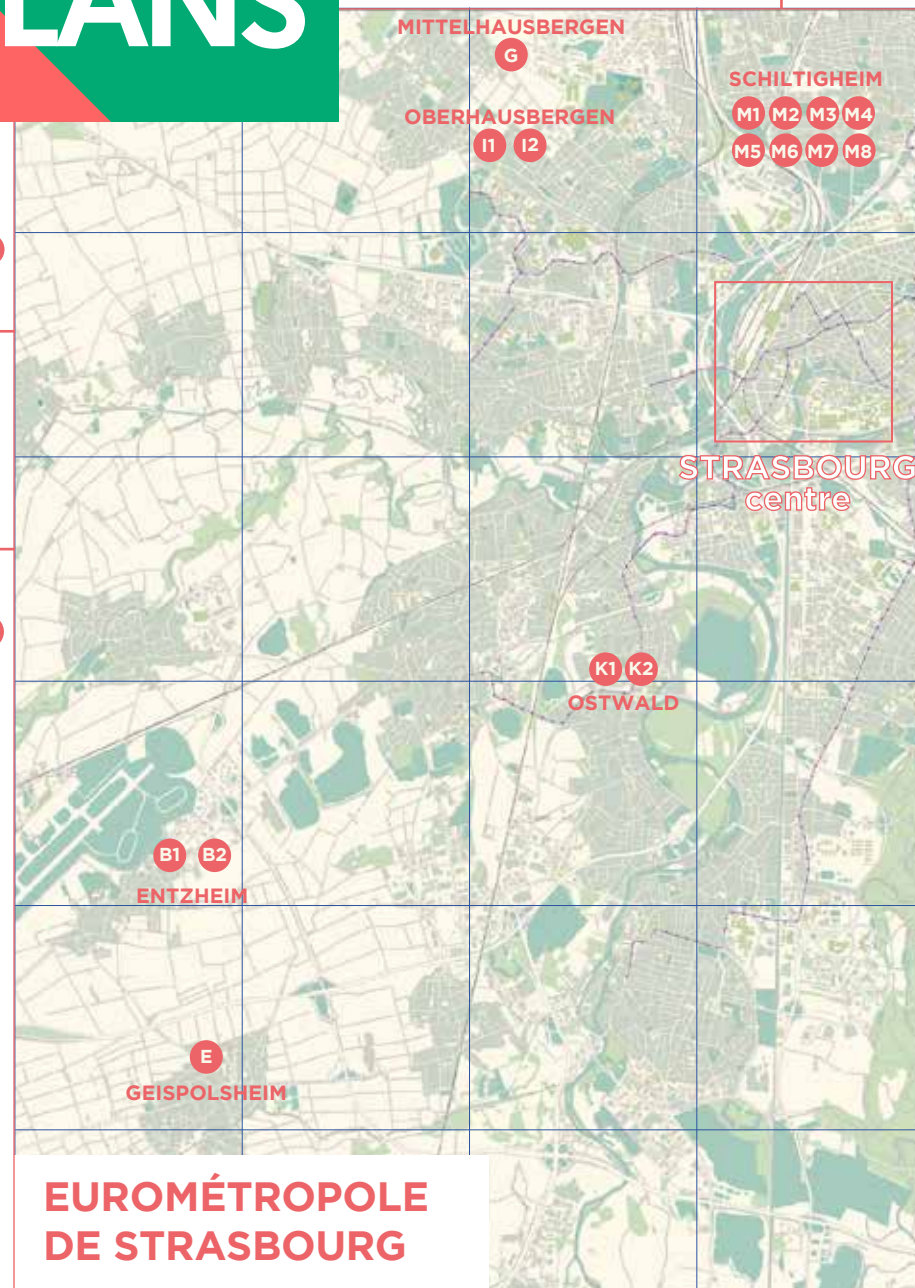 LANS
MITTELHAUSBERGEN
G
SCHILTIGHEIM
M1 M2 M3 M4
M5 M6 M7 M8
OBERHAUSBERGEN
I1 I2
STRASBOURG
centre
K1 K2
OSTWALD
B1 B2
ENTZHEIM
E
GEISPOLSHEIM
EUROMÉTROPOLE
DE STRASBOURG